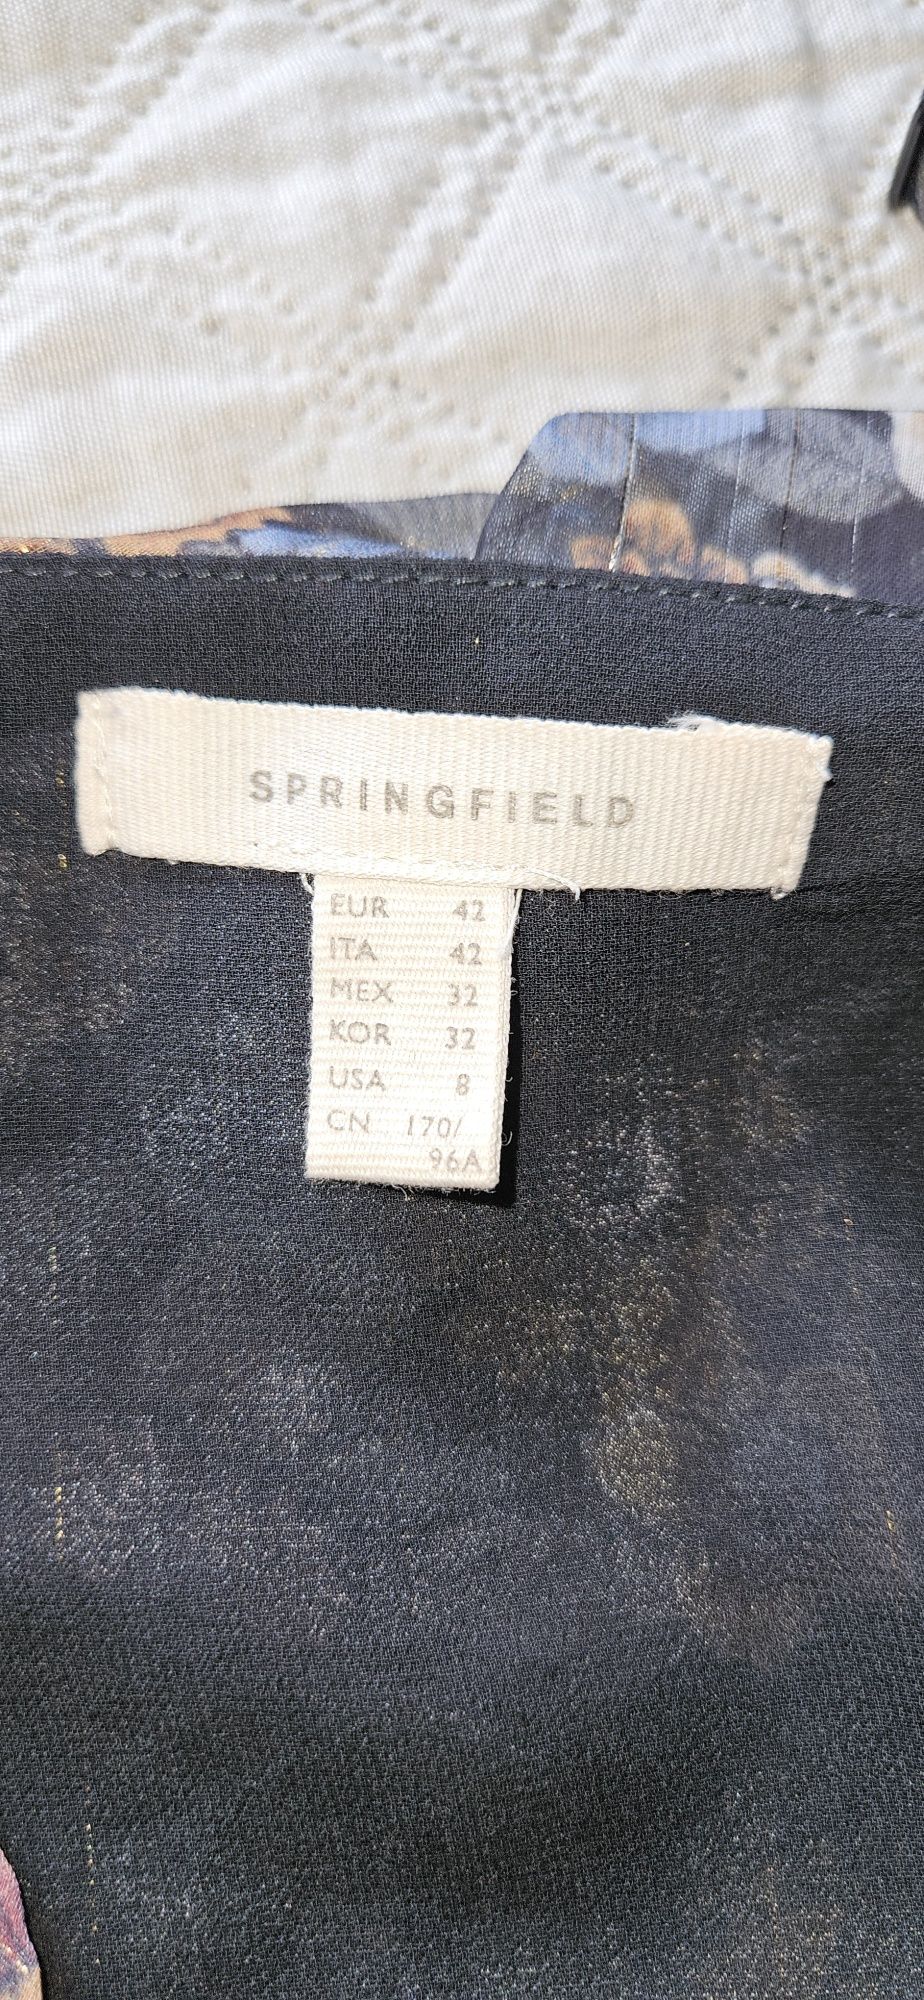 SPRINGFIELD
EUR 42
ITA 42
MEX 32
KOR 32
USA 8
CN 170/
96A